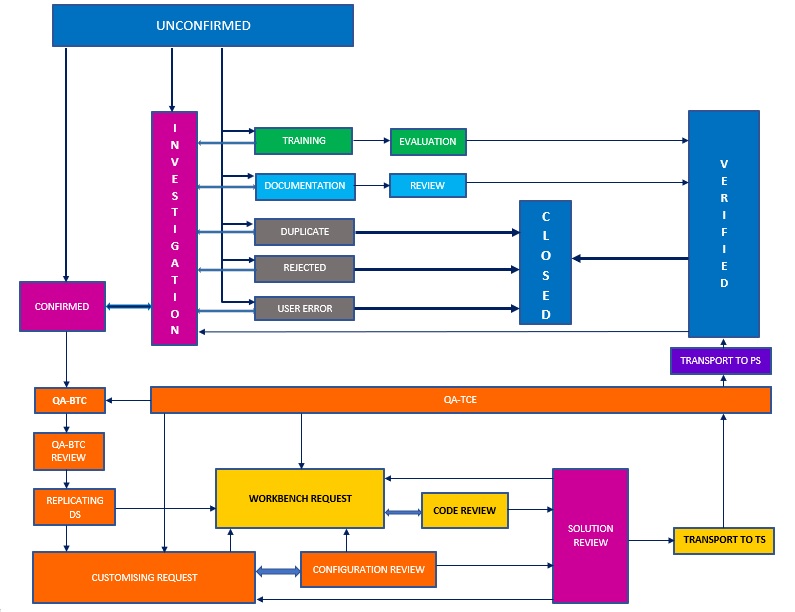 UNCONFIRMED
INVESTIGATION
TRAINING
EVALUATION
DOCUMENTATION
REVIEW
DUPLICATE
REJECTED
USER ERROR
CLOSED
VERIFIED
CONFIRMED
TRANSPORT TO PS
QA-BTC
QA-TCE
QA-BTC
REVIEW
REPLICATING
DS
WORKBENCH REQUEST
CODE REVIEW
SOLUTION
REVIEW
TRANSPORT TO TS
CUSTOMISING REQUEST
CONFIGURATION REVIEW